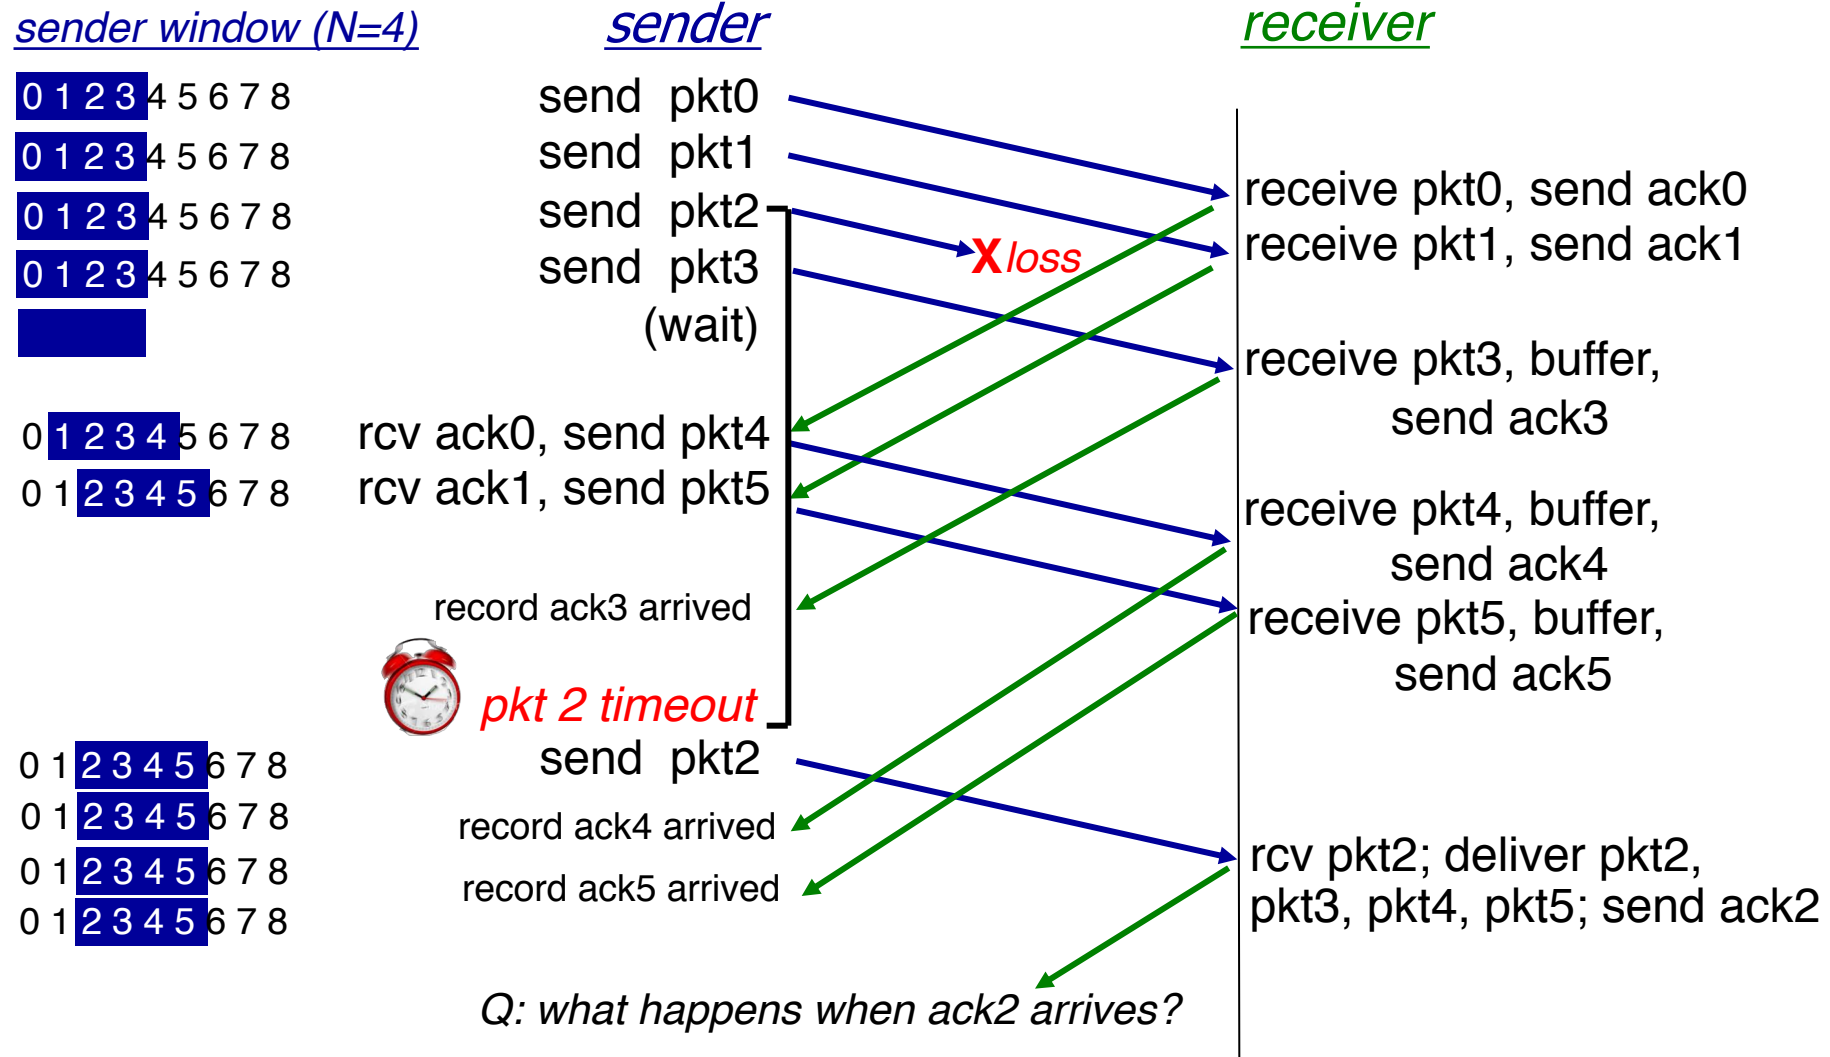 sender window (N=4) sender receiver
0 1 2 3 4 5 6 7 8 send pkt0
0 1 2 3 4 5 6 7 8 send pkt1
receive pkt0, send ack0
0 1 2 3 4 5 6 7 8 send pkt2
X loss
receive pkt1, send ack1
0 1 2 3 4 5 6 7 8 send pkt3
(wait)
receive pkt3, buffer,
send ack3
0 1 2 3 4 5 6 7 8 rcv ack0, send pkt4
0 1 2 3 4 5 6 7 8 rcv ack1, send pkt5
receive pkt4, buffer,
send ack4
record ack3 arrived
receive pkt5, buffer,
send ack5
pkt 2 timeout
0 1 2 3 4 5 6 7 8 send pkt2
0 1 2 3 4 5 6 7 8 record ack4 arrived
rcv pkt2; deliver pkt2,
0 1 2 3 4 5 6 7 8 record ack5 arrived
pkt3, pkt4, pkt5; send ack2
0 1 2 3 4 5 6 7 8
Q: what happens when ack2 arrives?